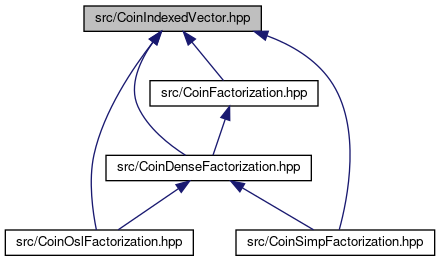 src/CoinIndexedVector.hpp
src/CoinFactorization.hpp
src/CoinDenseFactorization.hpp
src/CoinOslFactorization.hpp
src/CoinSimpFactorization.hpp